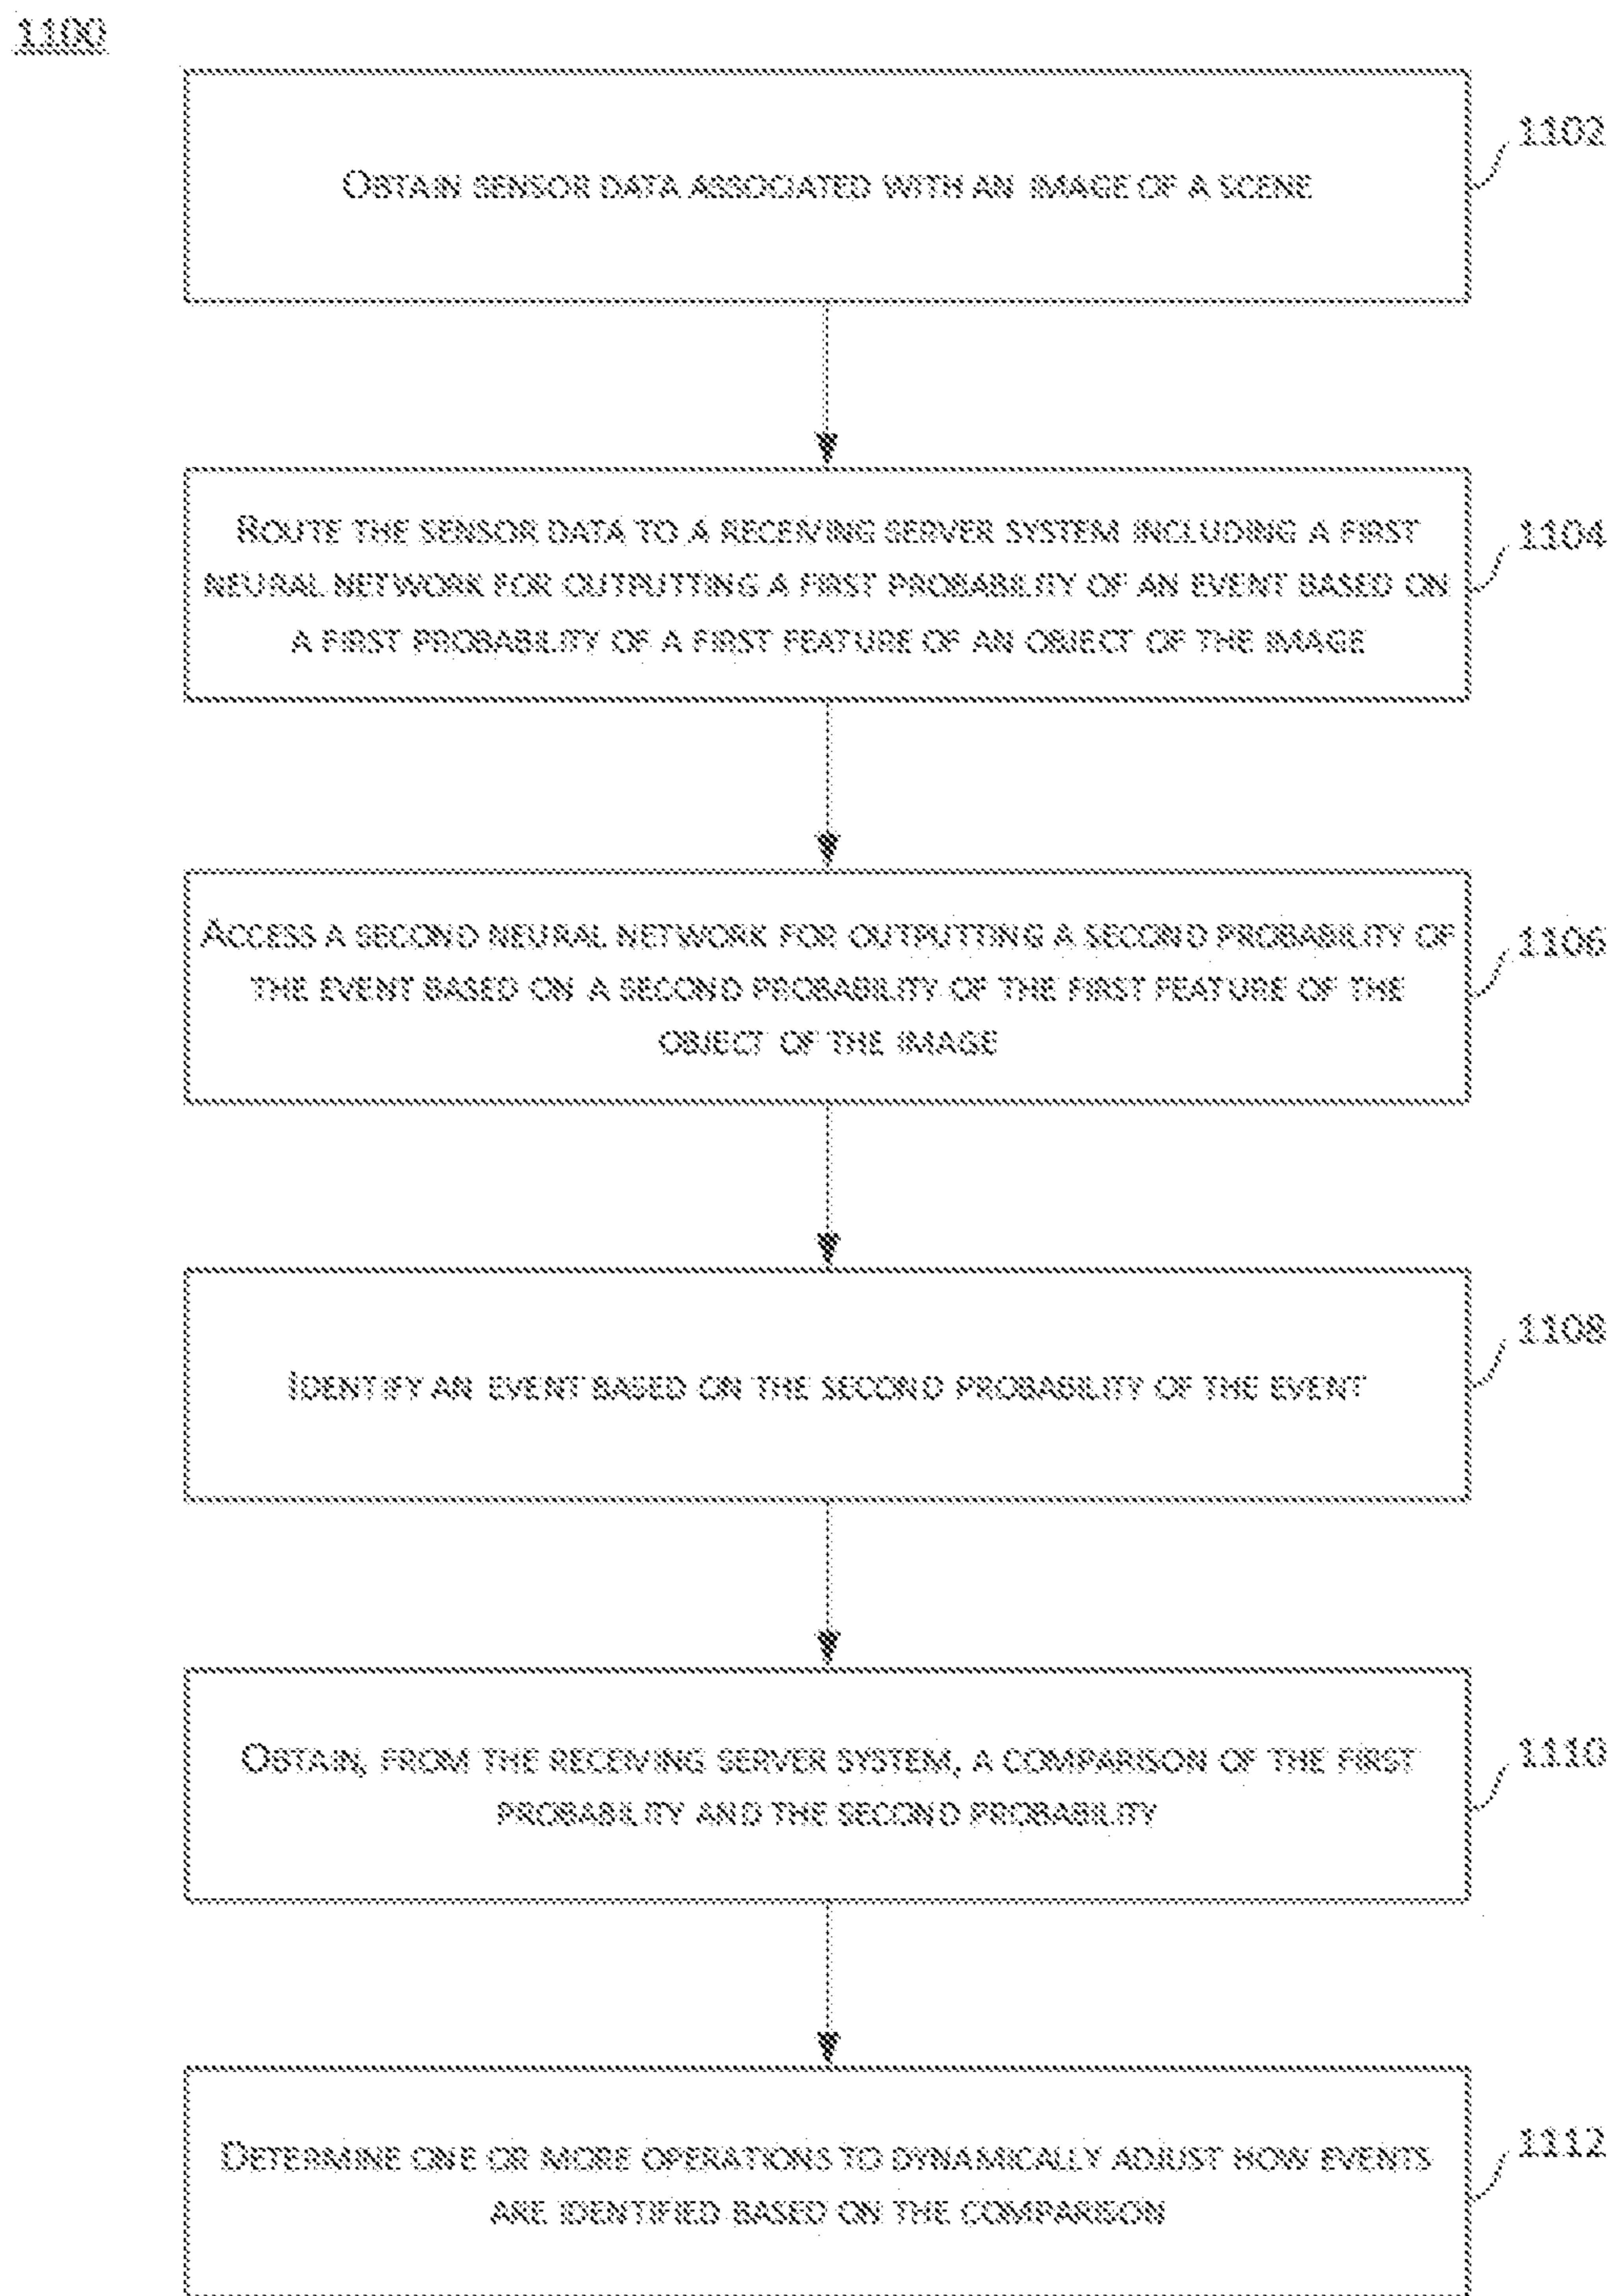 1100
OBTAIN SENSOR DATA ASSOCIATED WITH AN IMAGE OF A SCENE
1102
ROUTE THE SENSOR DATA TO A RECEIVING SERVER SYSTEM INCLUDING A FIRST
NEURAL NETWORK FOR OUTPUTTING A FIRST PROBABILITY OF AN EVENT BASED ON
A FIRST PROBABILITY OF A FIRST FEATURE OF AN OBJECT OF THE IMAGE
1104
ACCESS A SECOND NEURAL NETWORK FOR OUTPUTTING A SECOND PROBABILITY OF
THE EVENT BASED ON A SECOND PROBABILITY OF THE FIRST FEATURE OF THE
OBJECT OF THE IMAGE
1106
IDENTIFY AN EVENT BASED ON THE SECOND PROBABILITY OF THE EVENT
1108
OBTAIN, FROM THE RECEIVING SERVER SYSTEM, A COMPARISON OF THE FIRST
PROBABILITY AND THE SECOND PROBABILITY
1110
DETERMINE ONE OR MORE OPERATIONS TO DYNAMICALLY ADJUST HOW EVENTS
ARE IDENTIFIED BASED ON THE COMPARISON
1112